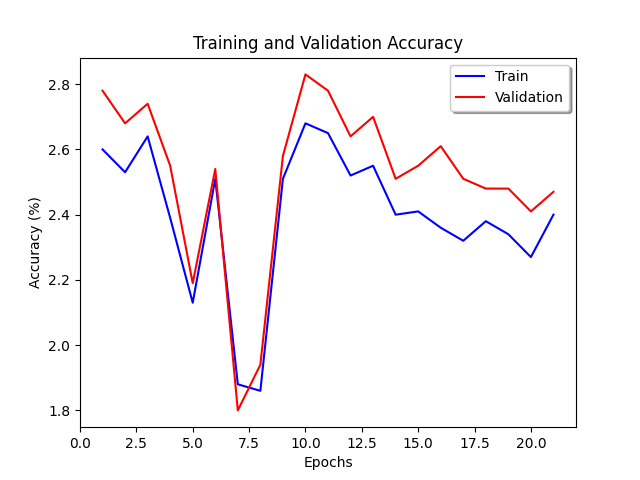 Training and Validation Accuracy
Train
Validation
2.8
2.6
2.4
2.2
2.0
1.8
Accuracy (%)
0.0 2.5 5.0 7.5 10.0 12.5 15.0 17.5 20.0
Epochs